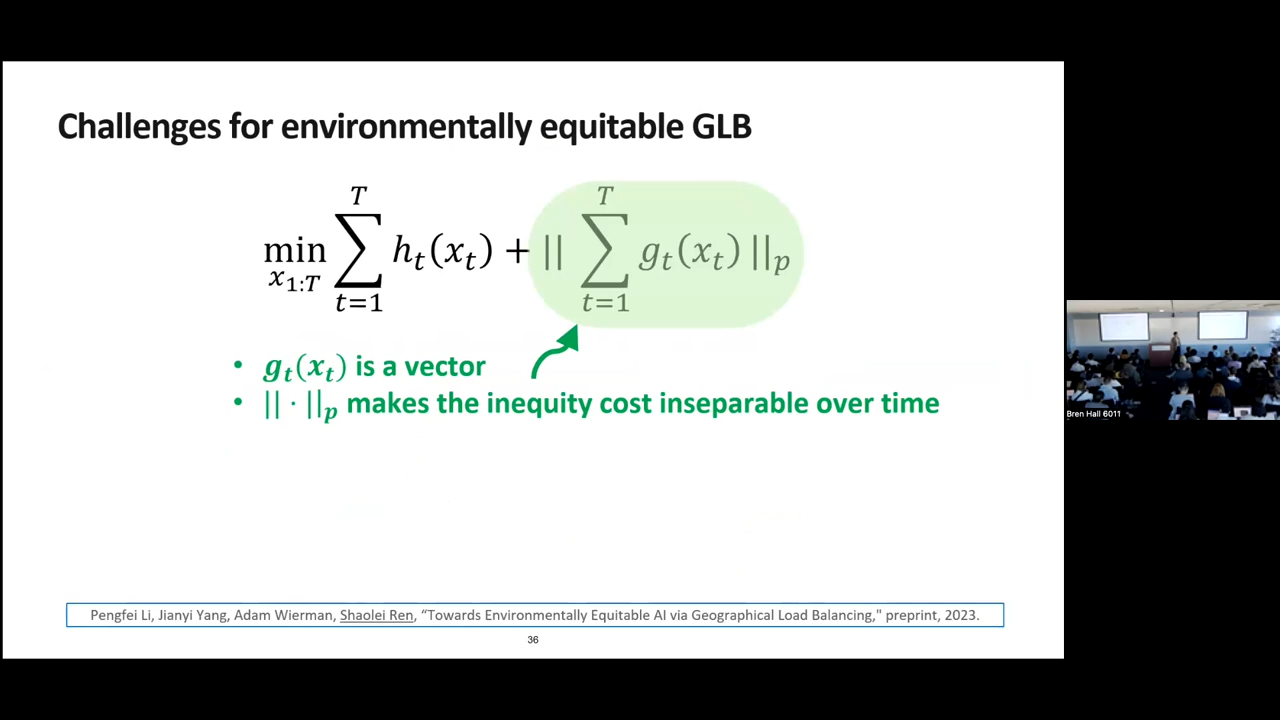 Challenges for environmentally equitable GLB
min_{x_{1:T}} \sum_{t=1}^{T} h_t(x_t) + || \sum_{t=1}^{T} g_t(x_t) ||_p
• g_t(x_t) is a vector
• || · ||_p makes the inequity cost inseparable over time
Bren Hall 6011
Pengfei Li, Jianyi Yang, Adam Wierman, Shaolei Ren, “Towards Environmentally Equitable AI via Geographical Load Balancing," preprint, 2023.
36